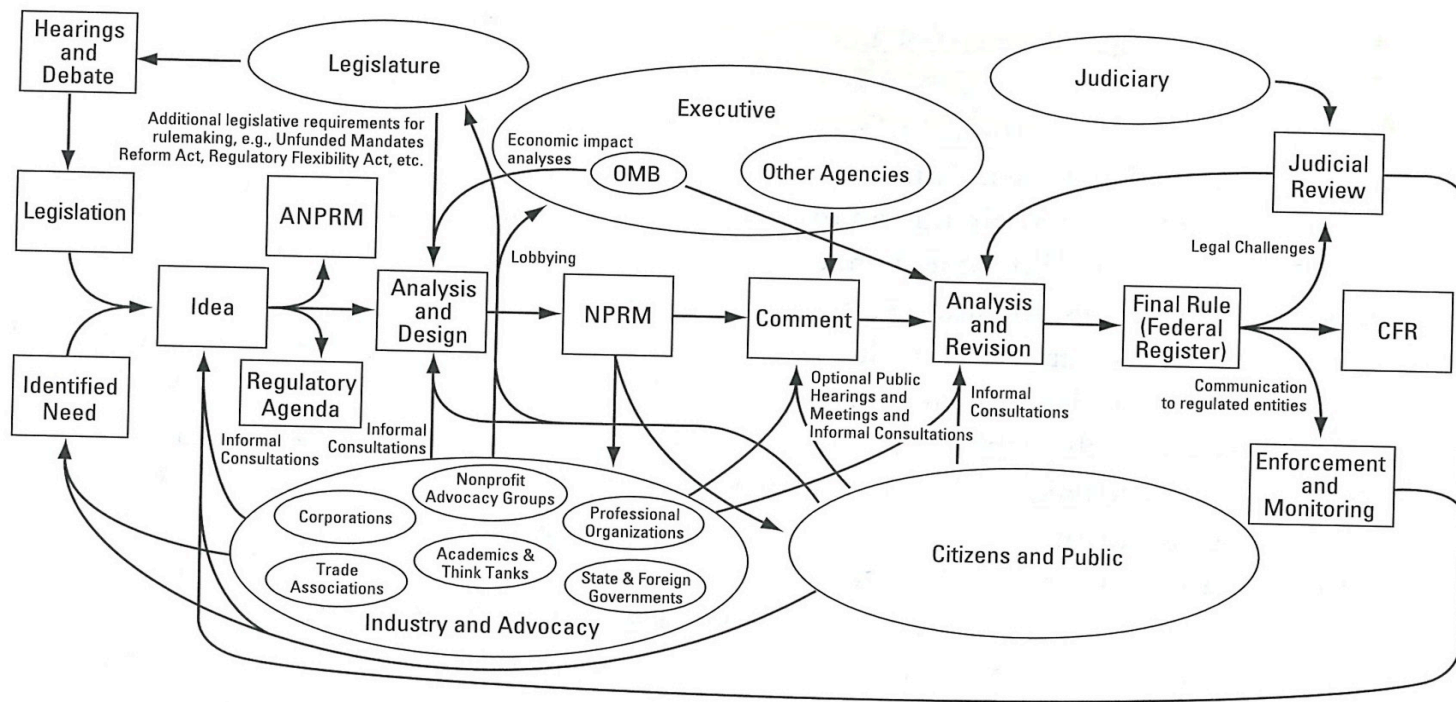 Hearings
and
Debate
Legislature
Judiciary
Executive
Additional legislative requirements for
rulemaking, e.g., Unfunded Mandates
Reform Act, Regulatory Flexibility Act, etc.
Economic impact
analyses
OMB
Other Agencies
Judicial
Review
Legislation
ANPRM
Lobbying
Legal Challenges
Idea
Analysis
and
Design
NPRM
Comment
Analysis
and
Revision
Final Rule
(Federal
Register)
CFR
Identified
Need
Regulatory
Agenda
Informal
Consultations
Informal
Consultations
Optional Public
Hearings and
Meetings and
Informal Consultations
Informal
Consultations
Communication
to regulated entities
Enforcement
and
Monitoring
Nonprofit
Advocacy Groups
Corporations
Professional
Organizations
Trade
Associations
Academics &
Think Tanks
State & Foreign
Governments
Industry and Advocacy
Citizens and Public